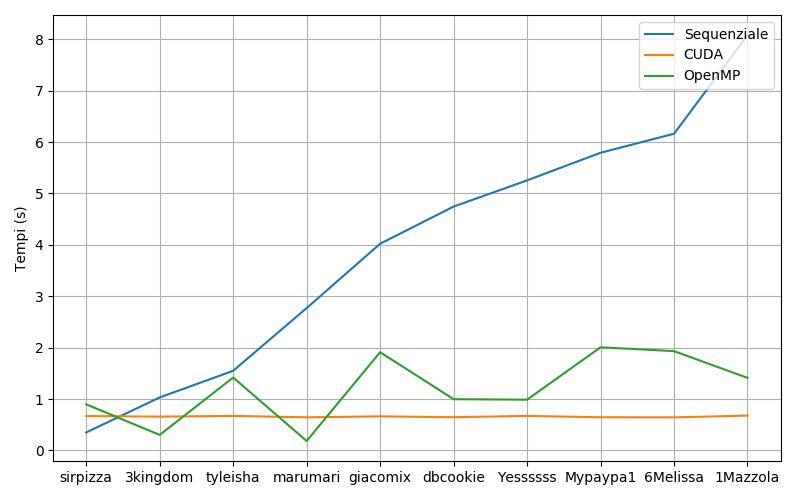 Sequenziale
CUDA
OpenMP
Tempi (s)
8
7
6
5
4
3
2
1
0
sirpizza 3kingdom tyleisha marumari giacomix dbcookie Yessssss Mypaypa1 6Melissa 1Mazzola